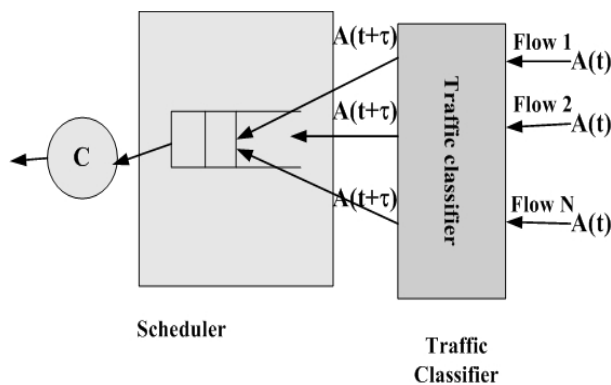 A(t+τ)
Flow 1
A(t)
A(t+τ)
Flow 2
A(t)
C
Traffic classifier
A(t+τ)
Flow N
A(t)
Scheduler
Traffic
Classifier